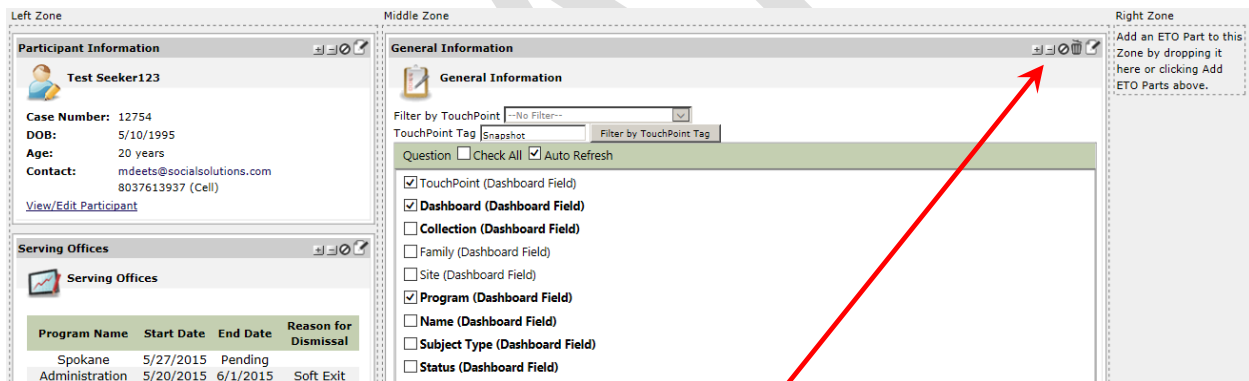 Left Zone
Middle Zone
Right Zone
Participant Information
Test Seeker123
Case Number: 12754
DOB: 5/10/1995
Age: 20 years
Contact: mdeets@socialsolutions.com
8037613937 (Cell)
View/Edit Participant
Serving Offices
Serving Offices
Program Name Start Date End Date Reason for
Dismissal
Spokane 5/27/2015 Pending
Administration 5/20/2015 6/1/2015 Soft Exit
General Information
General Information
Filter by TouchPoint --No Filter--
TouchPoint Tag Snapshot Filter by TouchPoint Tag
Question Check All Auto Refresh
TouchPoint (Dashboard Field)
Dashboard (Dashboard Field)
Collection (Dashboard Field)
Family (Dashboard Field)
Site (Dashboard Field)
Program (Dashboard Field)
Name (Dashboard Field)
Subject Type (Dashboard Field)
Status (Dashboard Field)
Add an ETO Part to this
Zone by dropping it
here or clicking Add
ETO Parts above.